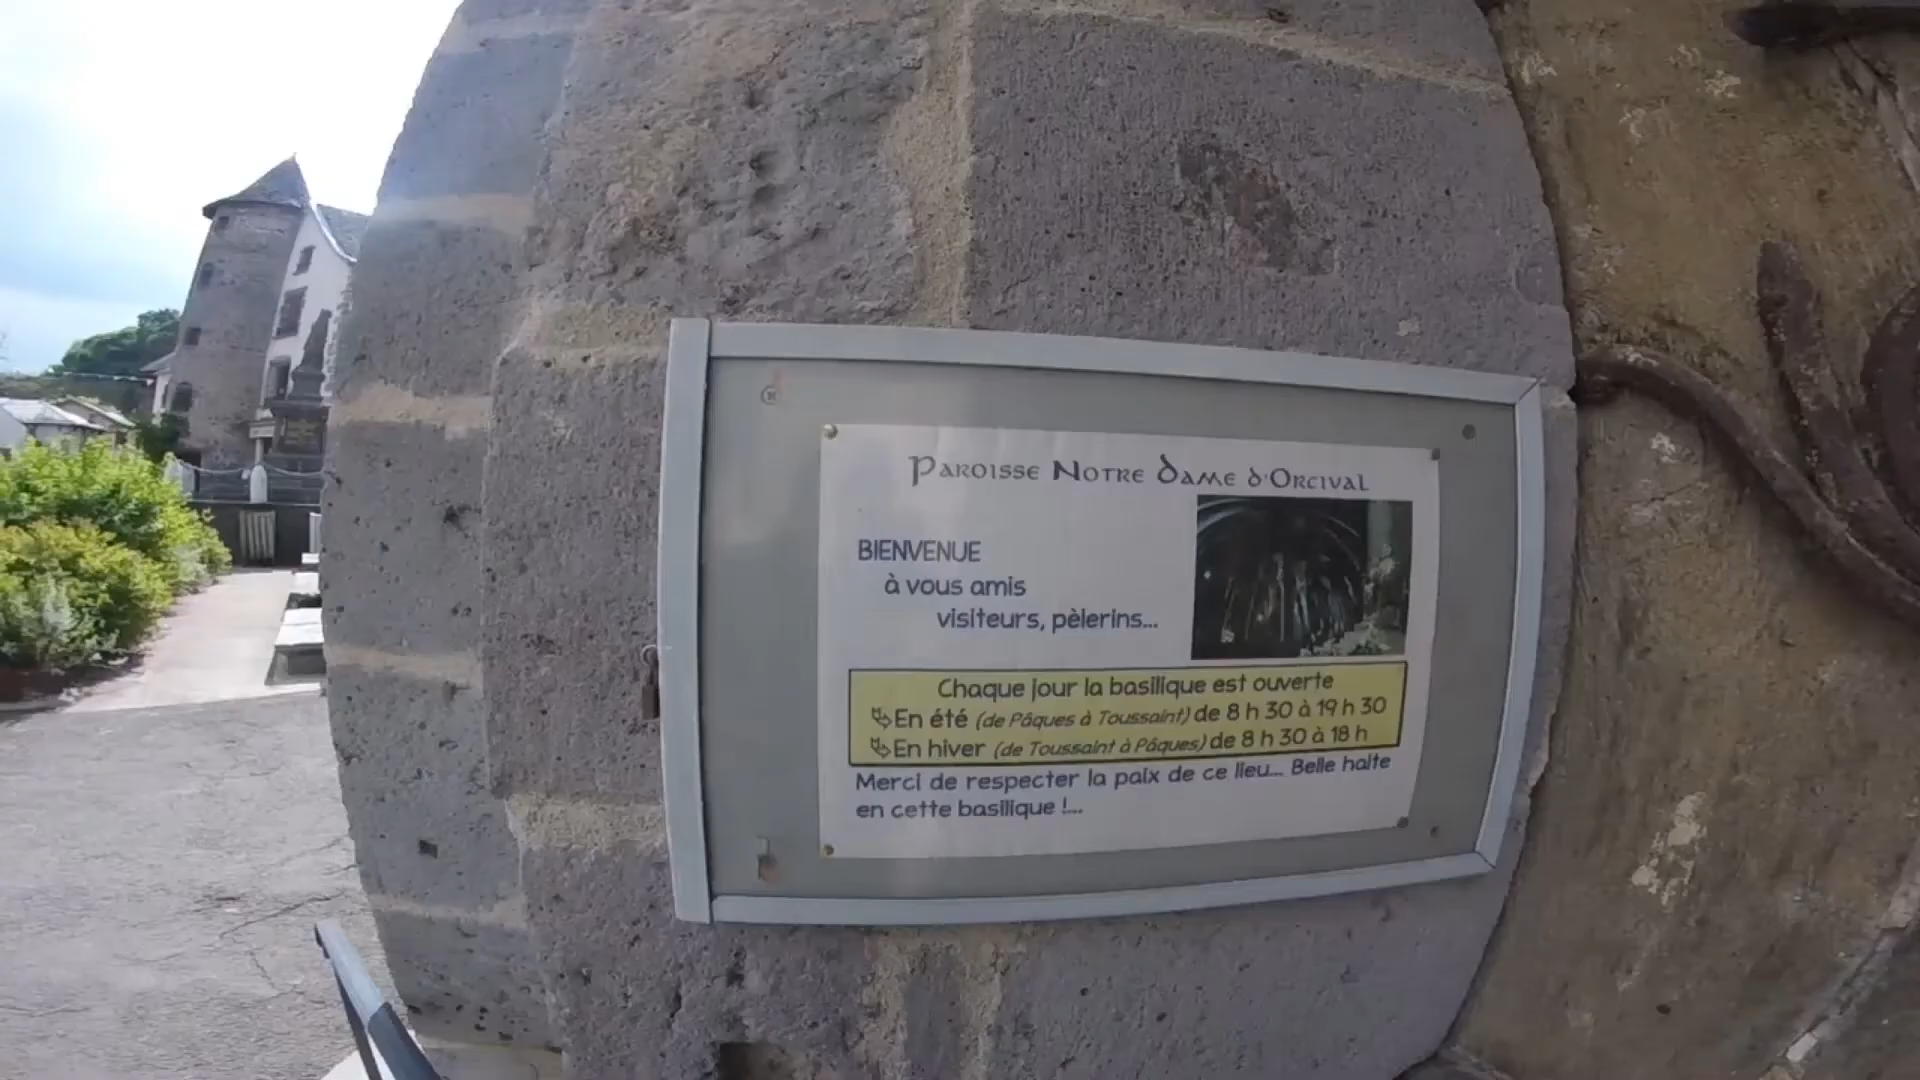 Paroisse Notre Dame d'Orcival
BIENVENUE
à vous amis
visiteurs, pèlerins...
Chaque jour la basilique est ouverte
En été (de Pâques à Toussaint) de 8 h 30 à 19 h 30
En hiver (de Toussaint à Pâques) de 8 h 30 à 18 h
Merci de respecter la paix de ce lieu... Belle halte
en cette basilique !...